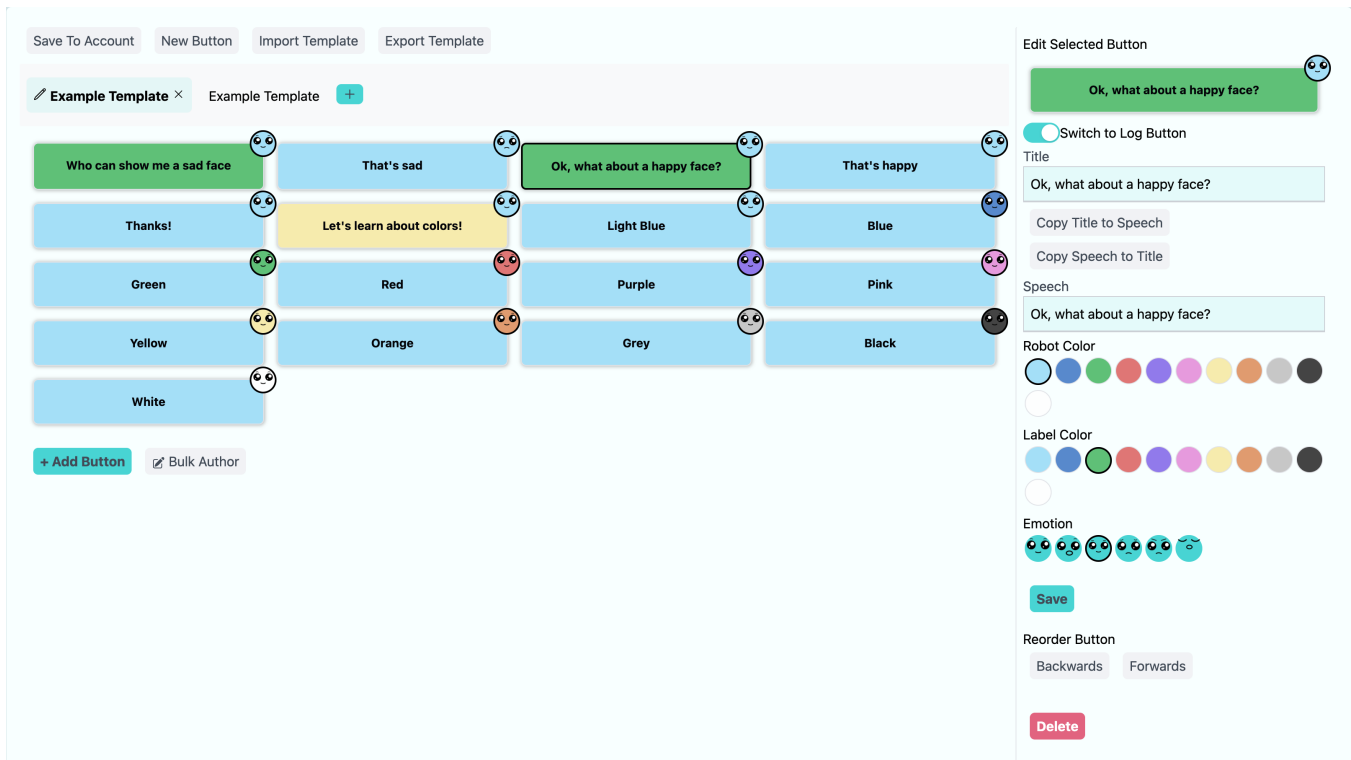 Save To Account New Button Import Template Export Template
Example Template × Example Template +
Who can show me a sad face That's sad Ok, what about a happy face? That's happy
Thanks! Let's learn about colors! Light Blue Blue
Green Red Purple Pink
Yellow Orange Grey Black
White
+ Add Button Bulk Author
Edit Selected Button
Ok, what about a happy face?
Switch to Log Button
Title
Ok, what about a happy face?
Copy Title to Speech
Copy Speech to Title
Speech
Ok, what about a happy face?
Robot Color
Label Color
Emotion
Save
Reorder Button
Backwards Forwards
Delete